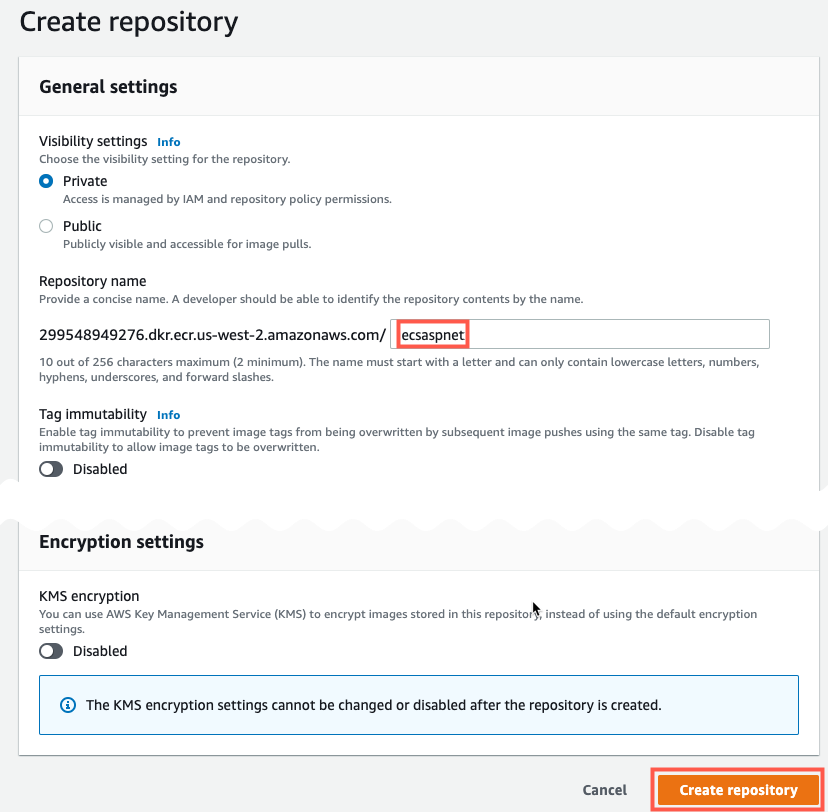 Create repository
General settings
Visibility settings Info
Choose the visibility setting for the repository.
Private
Access is managed by IAM and repository policy permissions.
Public
Publicly visible and accessible for image pulls.
Repository name
Provide a concise name. A developer should be able to identify the repository contents by the name.
299548949276.dkr.ecr.us-west-2.amazonaws.com/ ecsaspnet
10 out of 256 characters maximum (2 minimum). The name must start with a letter and can only contain lowercase letters, numbers,
hyphens, underscores, and forward slashes.
Tag immutability Info
Enable tag immutability to prevent image tags from being overwritten by subsequent image pushes using the same tag. Disable tag
immutability to allow image tags to be overwritten.
Disabled
Encryption settings
KMS encryption
You can use AWS Key Management Service (KMS) to encrypt images stored in this repository, instead of using the default encryption
settings.
Disabled
The KMS encryption settings cannot be changed or disabled after the repository is created.
Cancel Create repository